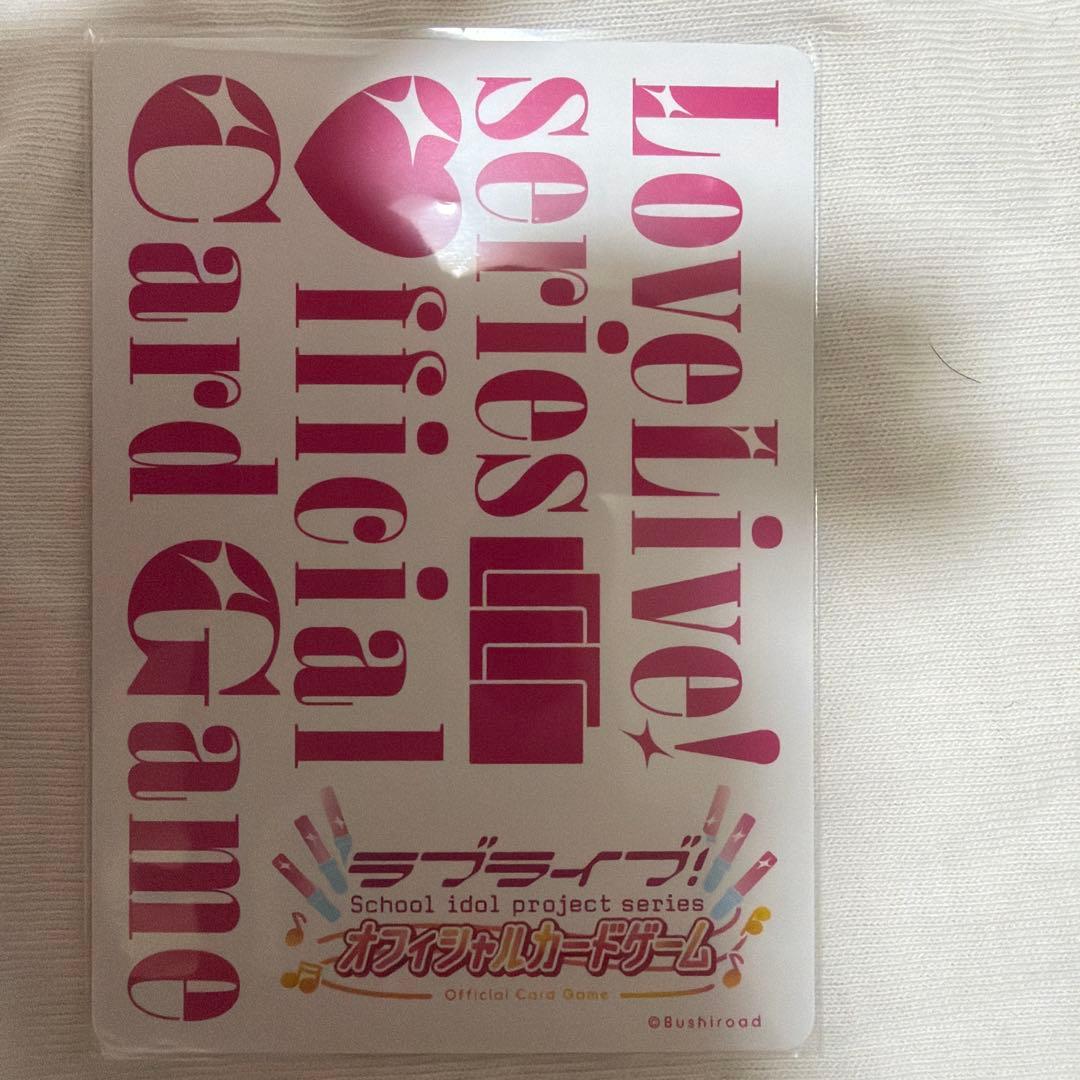 LoveLive!
series
Official
Card Game
ラブライブ!
School idol project series
オフィシャルカードゲーム
Official Card Game
©Bushiroad